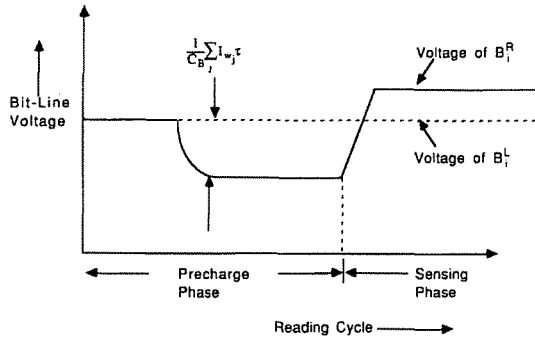 1/C_B Σ_j I_wj τ
Voltage of B_i^R
Bit-Line
Voltage
Voltage of B_i^L
Precharge
Phase
Sensing
Phase
Reading Cycle